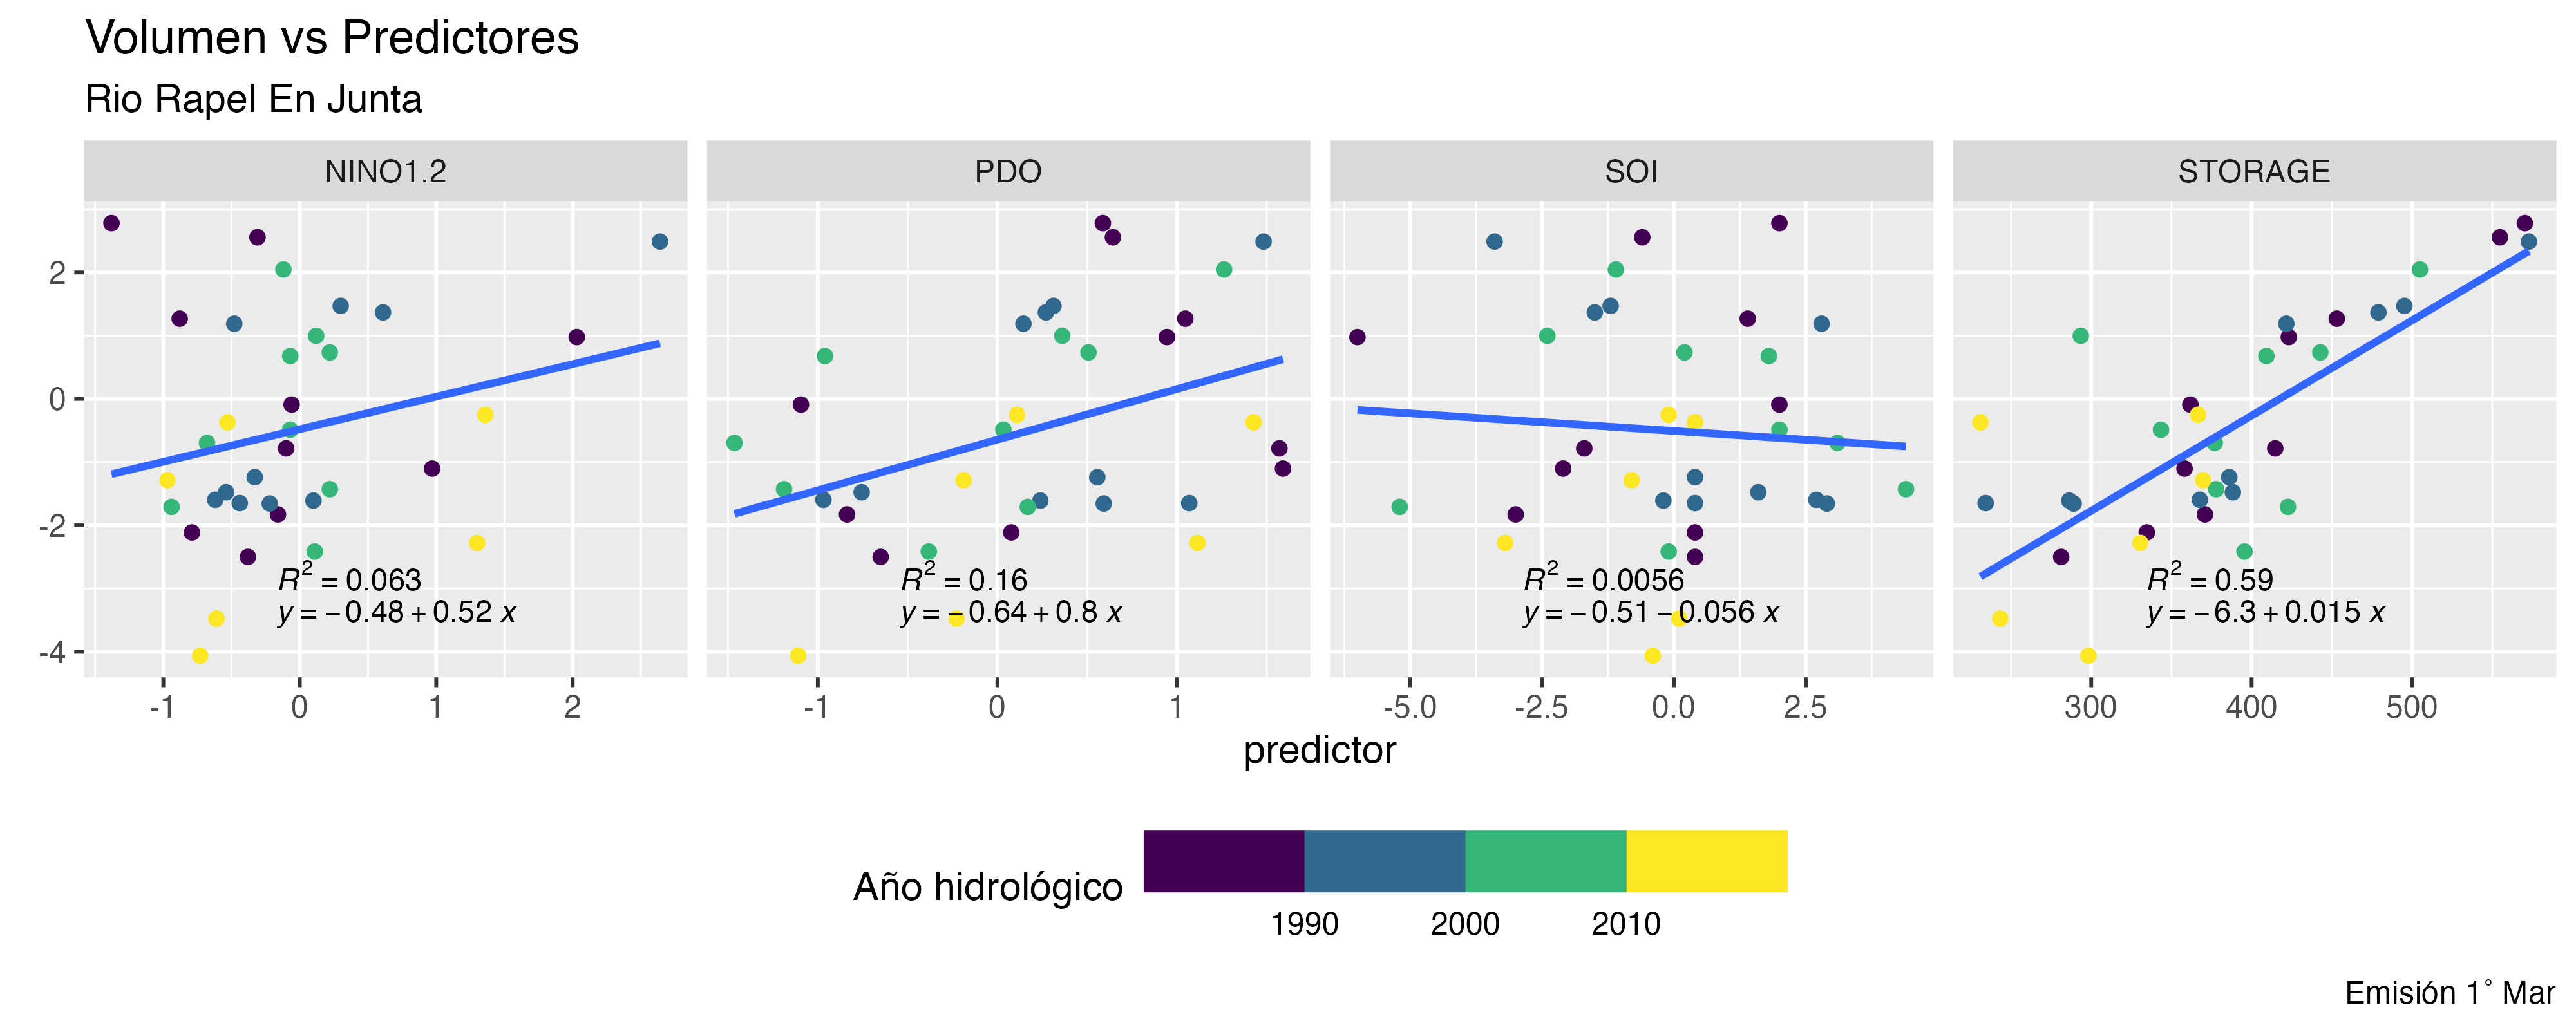 Volumen vs Predictores
Rio Rapel En Junta
NINO1.2 PDO SOI STORAGE
2
0
-2
-4
R² = 0.063
y = −0.48 + 0.52 x
R² = 0.16
y = −0.64 + 0.8 x
R² = 0.0056
y = −0.51 − 0.056 x
R² = 0.59
y = −6.3 + 0.015 x
-1 0 1 2 -1 0 1 -5.0 -2.5 0.0 2.5 300 400 500
predictor
Año hidrológico
1990 2000 2010
Emisión 1° Mar